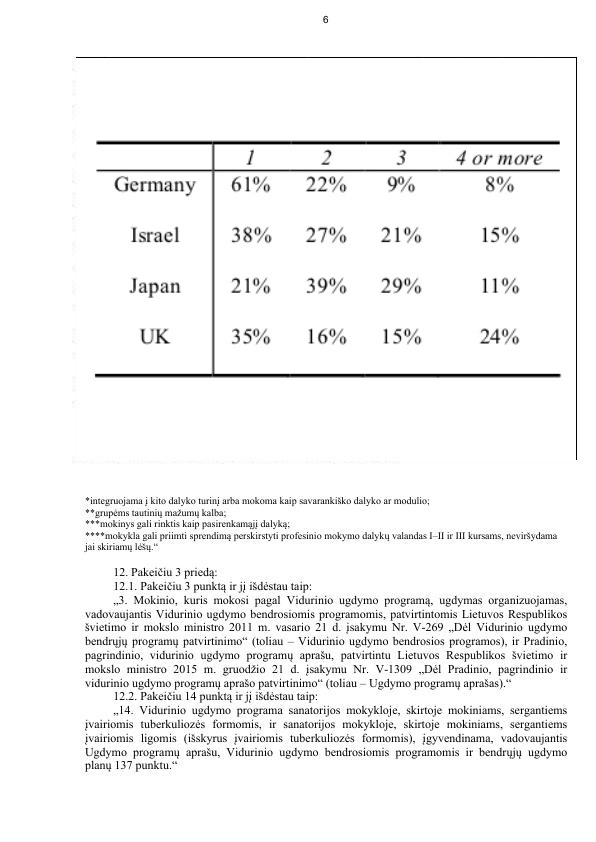 6
1 2 3 4 or more
Germany 61% 22% 9% 8%
Israel 38% 27% 21% 15%
Japan 21% 39% 29% 11%
UK 35% 16% 15% 24%
*integruojama į kito dalyko turinį arba mokoma kaip savarankiško dalyko ar modulio;
**grupėms tautinių mažumų kalba;
***mokinys gali rinktis kaip pasirenkamąjį dalyką;
****mokykla gali priimti sprendimą perskirstyti profesinio mokymo dalykų valandas I–II ir III kursams, neviršydama
jai skiriamų lėšų.“
12. Pakeičiu 3 priedą:
12.1. Pakeičiu 3 punktą ir jį išdėstau taip:
„3. Mokinio, kuris mokosi pagal Vidurinio ugdymo programą, ugdymas organizuojamas,
vadovaujantis Vidurinio ugdymo bendrosiomis programomis, patvirtintomis Lietuvos Respublikos
švietimo ir mokslo ministro 2011 m. vasario 21 d. įsakymu Nr. V-269 „Dėl Vidurinio ugdymo
bendrųjų programų patvirtinimo“ (toliau – Vidurinio ugdymo bendrosios programos), ir Pradinio,
pagrindinio, vidurinio ugdymo programų aprašu, patvirtintu Lietuvos Respublikos švietimo ir
mokslo ministro 2015 m. gruodžio 21 d. įsakymu Nr. V-1309 „Dėl Pradinio, pagrindinio ir
vidurinio ugdymo programų aprašo patvirtinimo“ (toliau – Ugdymo programų aprašas).“
12.2. Pakeičiu 14 punktą ir jį išdėstau taip:
„14. Vidurinio ugdymo programa sanatorijos mokykloje, skirtoje mokiniams, sergantiems
įvairiomis tuberkuliozės formomis, ir sanatorijos mokykloje, skirtoje mokiniams, sergantiems
įvairiomis ligomis (išskyrus įvairiomis tuberkuliozės formomis), įgyvendinama, vadovaujantis
Ugdymo programų aprašu, Vidurinio ugdymo bendrosiomis programomis ir bendrųjų ugdymo
planų 137 punktu.“